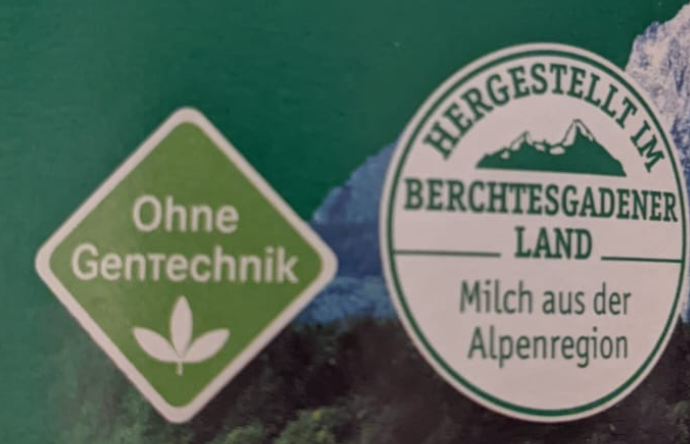 Ohne
GenTechnik
HERGESTELLT IM
BERCHTESGADENER
LAND
Milch aus der
Alpenregion